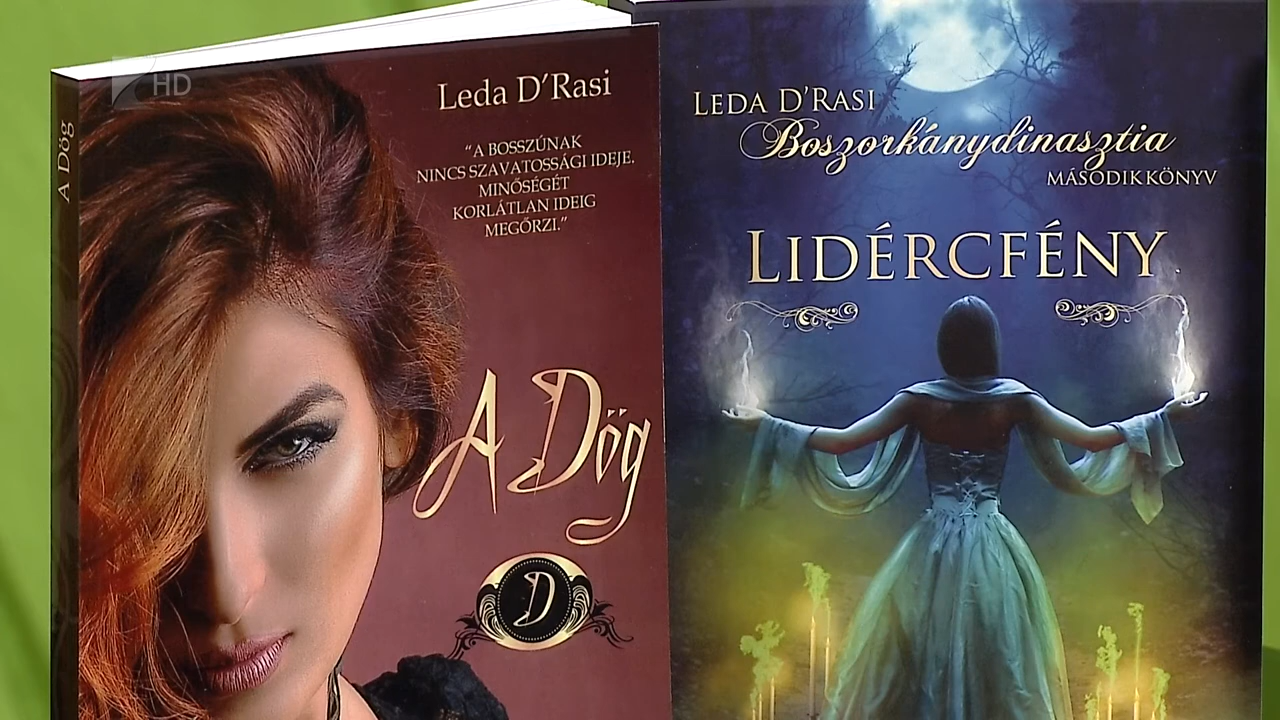 HD
A Dög
Leda D'Rasi
"A BOSSZÚNAK
NINCS SZAVATOSSÁGI IDEJE.
MINŐSÉGÉT
KORLÁTLAN IDEIG
MEGŐRZI."
A Dög
D
LEDA D'RASI
Boszorkánydinasztia
MÁSODIK KÖNYV
LIDÉRCFÉNY